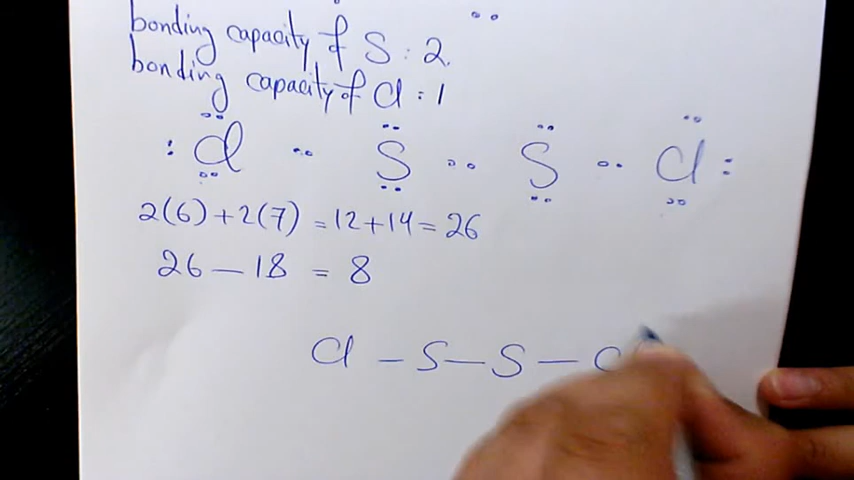 bonding capacity of S : 2.
bonding capacity of Cl : 1
:Cl ·· S ·· S ·· Cl:
2(6)+2(7) = 12+14 = 26
26 — 18 = 8
Cl — S — S — C